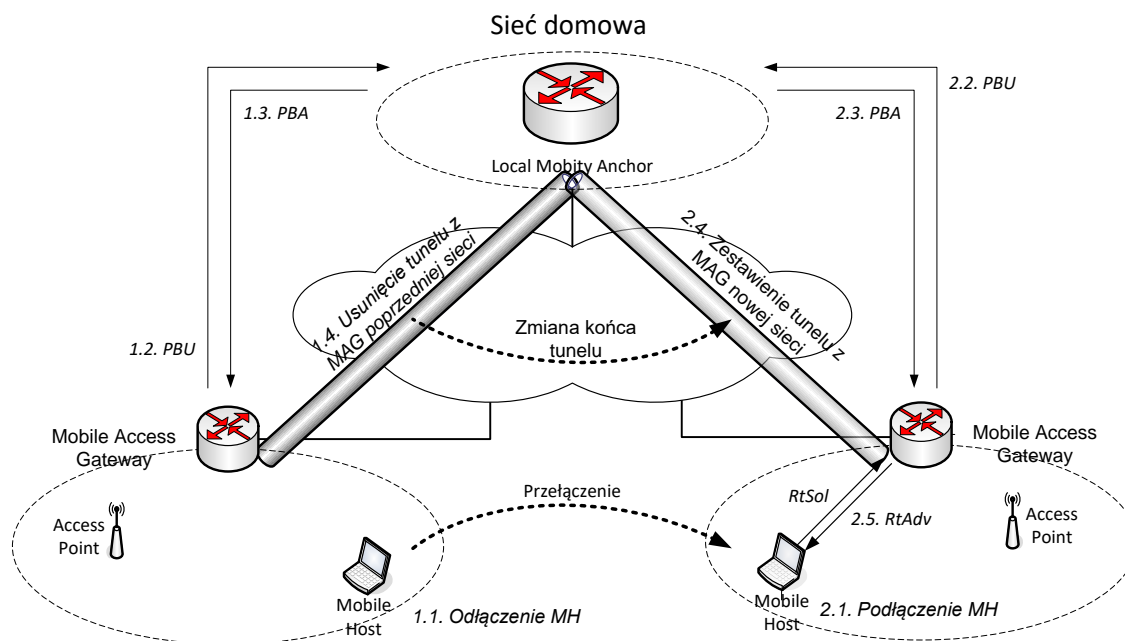 Sieć domowa
2.2. PBU
1.3. PBA
2.3. PBA
Local Mobity Anchor
1.4. Usunięcie tunelu z
MAG poprzedniej sieci
2.4. Zestawienie tunelu z
MAG nowej sieci
Zmiana końca
tunelu
1.2. PBU
Mobile Access
Gateway
Mobile Access
Gateway
Przełączenie
RtSol
2.5. RtAdv
Access
Point
Access
Point
Mobile
Host
1.1. Odłączenie MH
Mobile
Host
2.1. Podłączenie MH